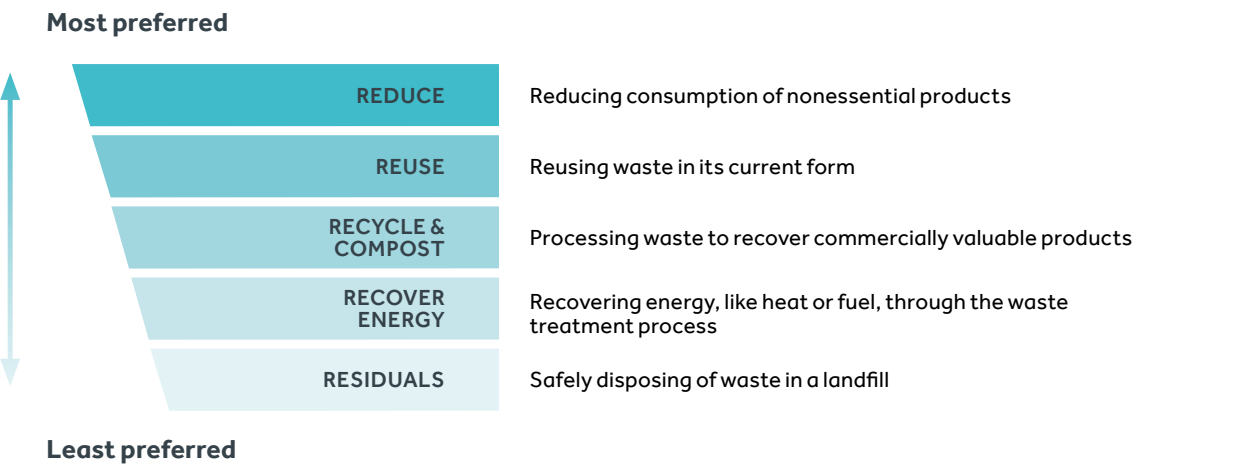 Most preferred
REDUCE
Reducing consumption of nonessential products
REUSE
Reusing waste in its current form
RECYCLE &
COMPOST
Processing waste to recover commercially valuable products
RECOVER
ENERGY
Recovering energy, like heat or fuel, through the waste
treatment process
RESIDUALS
Safely disposing of waste in a landfill
Least preferred